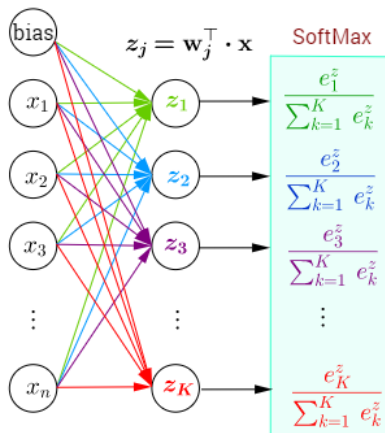 bias
z_j = w_j^⊤ · x
SoftMax
x_1
z_1
e_1^z / ∑_{k=1}^K e_k^z
x_2
z_2
e_2^z / ∑_{k=1}^K e_k^z
x_3
z_3
e_3^z / ∑_{k=1}^K e_k^z
⋮ ⋮ ⋮
x_n
z_K
e_K^z / ∑_{k=1}^K e_k^z